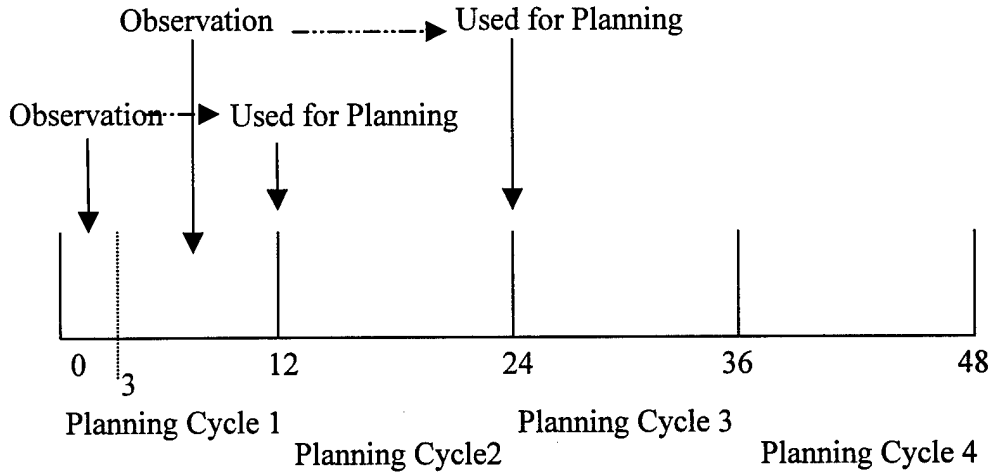 Observation Used for Planning
Observation Used for Planning
0 3 12 24 36 48
Planning Cycle 1
Planning Cycle2
Planning Cycle 3
Planning Cycle 4